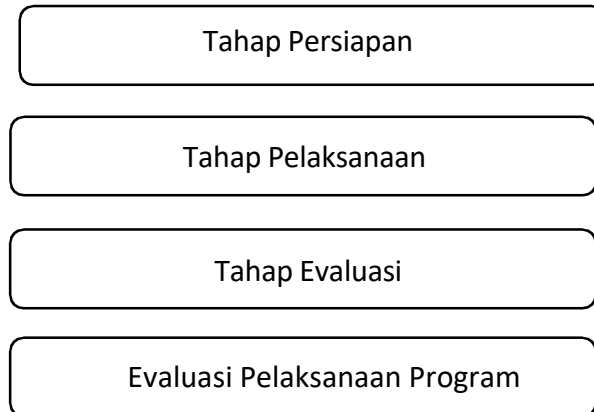 Tahap Persiapan
Tahap Pelaksanaan
Tahap Evaluasi
Evaluasi Pelaksanaan Program